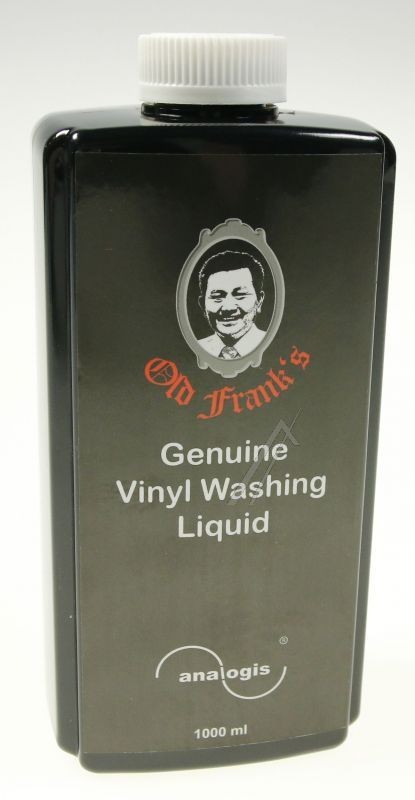 Old Frank's
Genuine
Vinyl Washing
Liquid
analogis ®
1000 ml